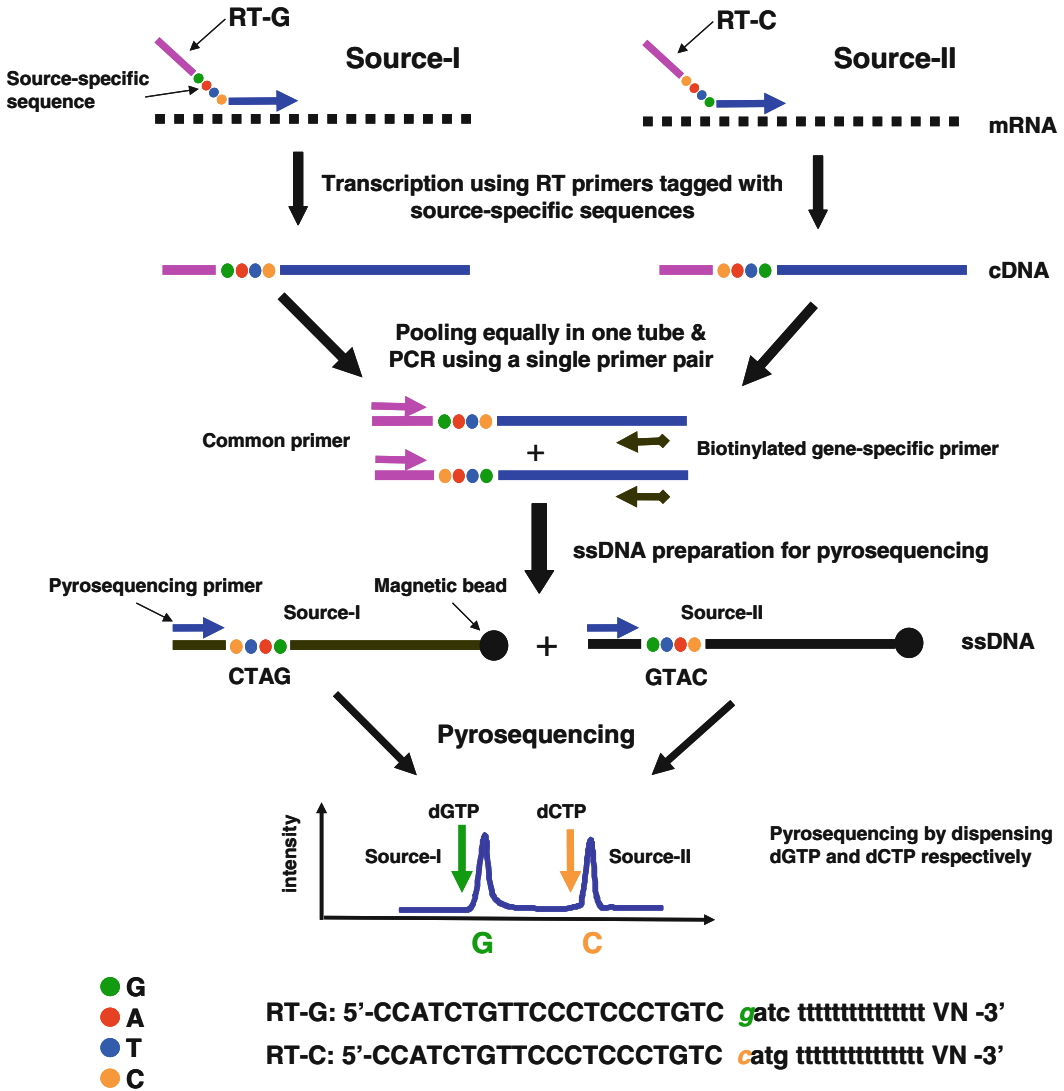 RT-G
Source-I
Source-specific
sequence
RT-C
Source-II
mRNA
Transcription using RT primers tagged with
source-specific sequences
cDNA
Pooling equally in one tube &
PCR using a single primer pair
Common primer
+
Biotinylated gene-specific primer
ssDNA preparation for pyrosequencing
Pyrosequencing primer
Magnetic bead
Source-I
Source-II
+
ssDNA
CTAG
GTAC
Pyrosequencing
dGTP
dCTP
intensity
Source-I
Source-II
Pyrosequencing by dispensing
dGTP and dCTP respectively
G
C
G
A
T
C
RT-G: 5’-CCATCTGTTCCCTCCCTGTC gatc ttttttttttttttt VN -3’
RT-C: 5’-CCATCTGTTCCCTCCCTGTC catg ttttttttttttttt VN -3’